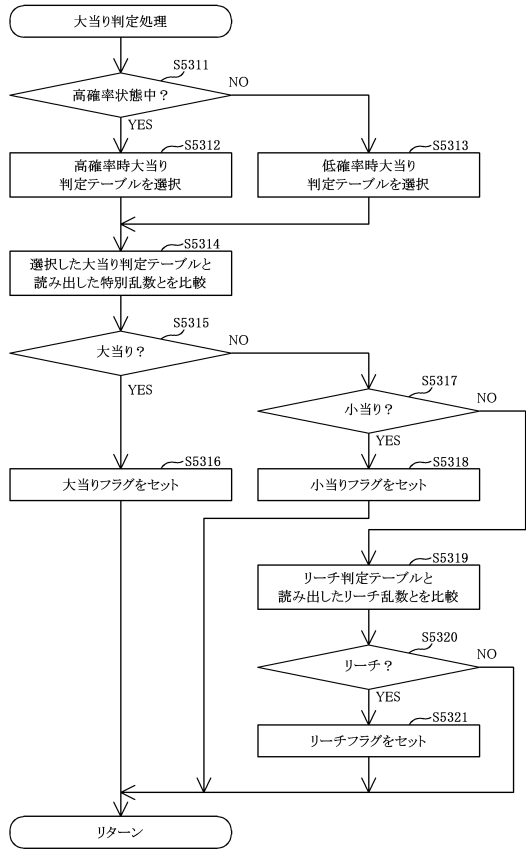 大当り判定処理
S5311
高確率状態中？
NO
YES
S5312
高確率時大当り
判定テーブルを選択
S5313
低確率時大当り
判定テーブルを選択
S5314
選択した大当り判定テーブルと
読み出した特別乱数とを比較
S5315
大当り？
NO
YES
S5317
小当り？
NO
YES
S5316
大当りフラグをセット
S5318
小当りフラグをセット
S5319
リーチ判定テーブルと
読み出したリーチ乱数とを比較
S5320
リーチ？
NO
YES
S5321
リーチフラグをセット
リターン